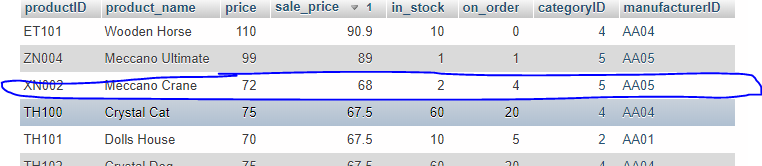 productID product_name price sale_price 1 in_stock on_order categoryID manufacturerID
ET101 Wooden Horse 110 90.9 10 0 4 AA04
ZN004 Meccano Ultimate 99 89 1 1 5 AA05
XN002 Meccano Crane 72 68 2 4 5 AA05
TH100 Crystal Cat 75 67.5 60 20 4 AA04
TH101 Dolls House 70 67.5 10 5 2 AA01
TH102 Crystal Dog 75 67.5 60 20 4 AA04